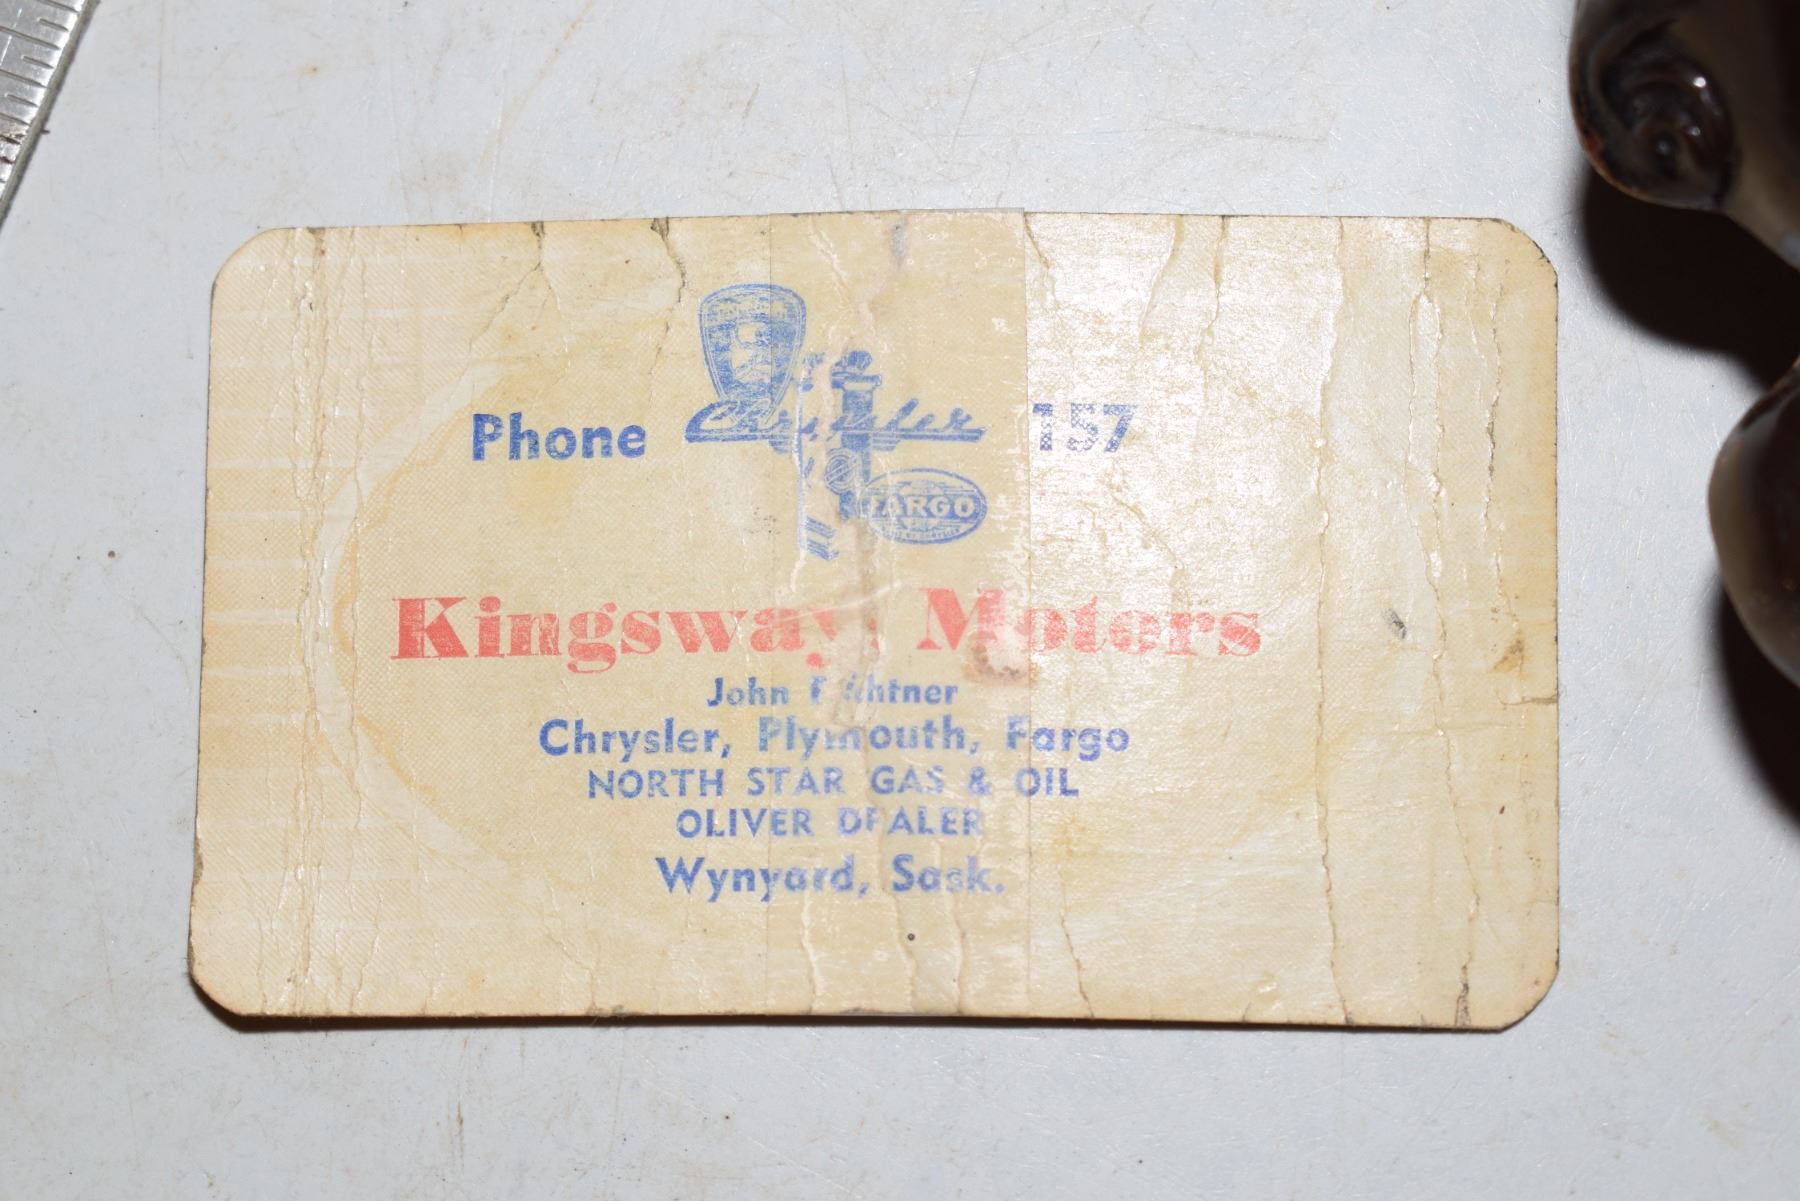 Phone Chrysler 157
FARGO
Kingsway Motors
John
Chrysler, Plymouth, Fargo
NORTH STAR GAS & OIL
OLIVER DEALER
Wynyard, Sask.